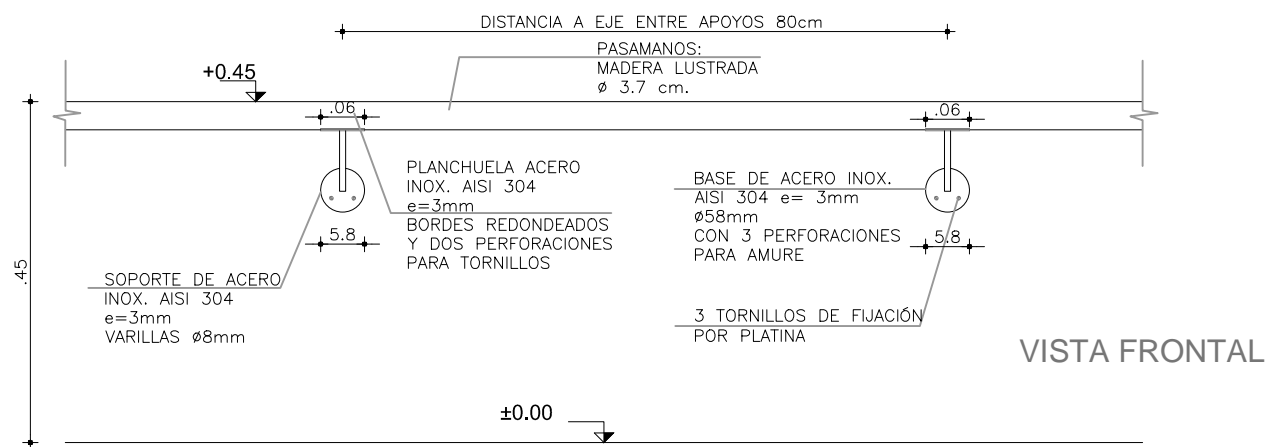 DISTANCIA A EJE ENTRE APOYOS 80cm
PASAMANOS:
MADERA LUSTRADA
ø 3.7 cm.
+0.45
.06
.06
PLANCHUELA ACERO
INOX. AISI 304
e=3mm
BORDES REDONDEADOS
Y DOS PERFORACIONES
PARA TORNILLOS
BASE DE ACERO INOX.
AISI 304 e= 3mm
ø58mm
CON 3 PERFORACIONES
PARA AMURE
5.8
5.8
.45
SOPORTE DE ACERO
INOX. AISI 304
e=3mm
VARILLAS ø8mm
3 TORNILLOS DE FIJACIÓN
POR PLATINA
VISTA FRONTAL
±0.00